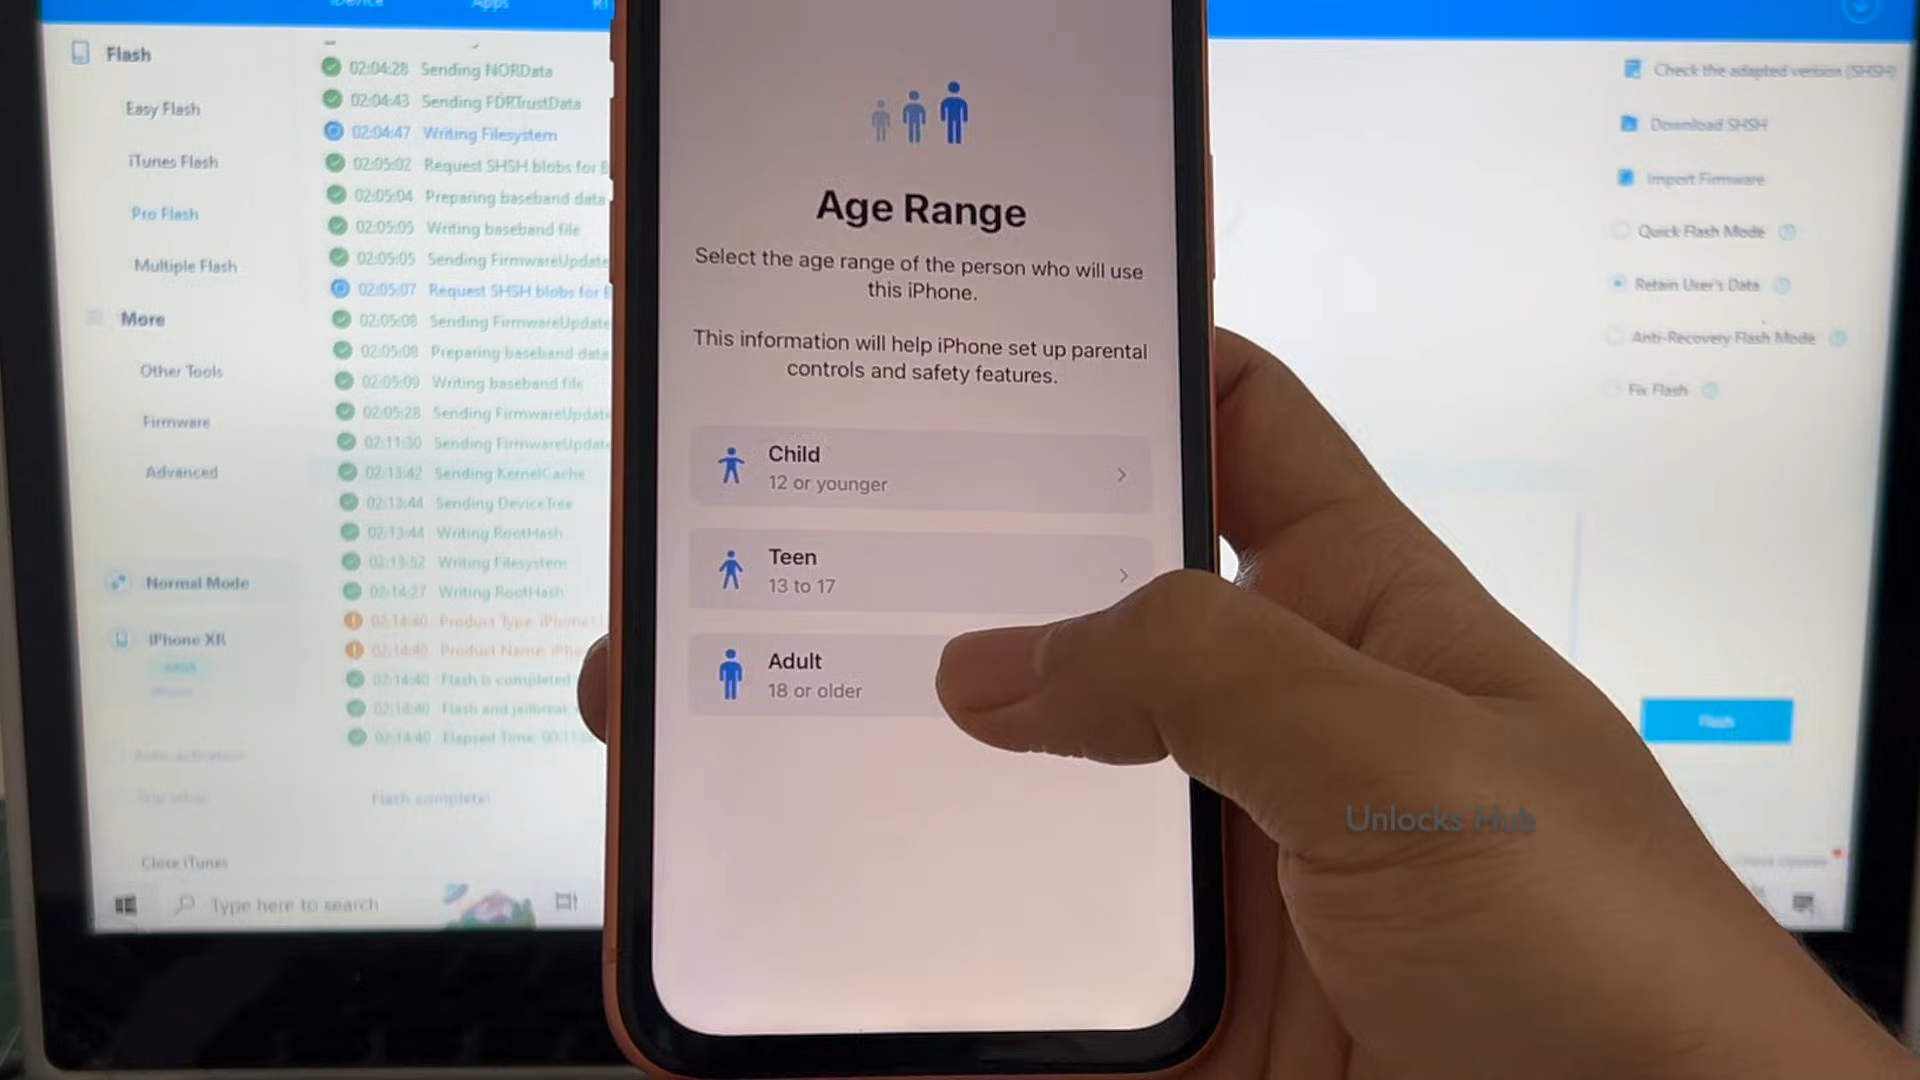 iDevice
Apps
Flash
Easy Flash
iTunes Flash
Pro Flash
Multiple Flash
More
Other Tools
Firmware
Advanced
Normal Mode
iPhone XR
Close iTunes
Type here to search
02:04:28 Sending NORData
02:04:43 Sending FDRTrustData
02:04:47 Writing Filesystem
02:05:02 Request SHSH blobs for B
02:05:04 Preparing baseband data
02:05:05 Writing baseband file
02:05:05 Sending FirmwareUpdate
02:05:07 Request SHSH blobs for B
02:05:08 Sending FirmwareUpdate
02:05:08 Preparing baseband data
02:05:09 Writing baseband file
02:05:28 Sending FirmwareUpdate
02:11:30 Sending FirmwareUpdate
02:13:42 Sending KernelCache
02:13:44 Sending DeviceTree
02:13:44 Writing RootHash
02:13:52 Writing Filesystem
02:14:27 Writing RootHash
02:14:40 Product Type: iPhone11
02:14:40 Product Name: iPho
02:14:40 Flash is completed
02:14:40 Flash and jailbreak
02:14:40 Elapsed Time: 00:11
Flash complete!
Age Range
Select the age range of the person who will use
this iPhone.
This information will help iPhone set up parental
controls and safety features.
Child
12 or younger
Teen
13 to 17
Adult
18 or older
Check the adapted version (SHSH)
Download SHSH
Import Firmware
Quick Flash Mode
Retain User's Data
Anti-Recovery Flash Mode
Fix Flash
Flash
Unlocks Hub